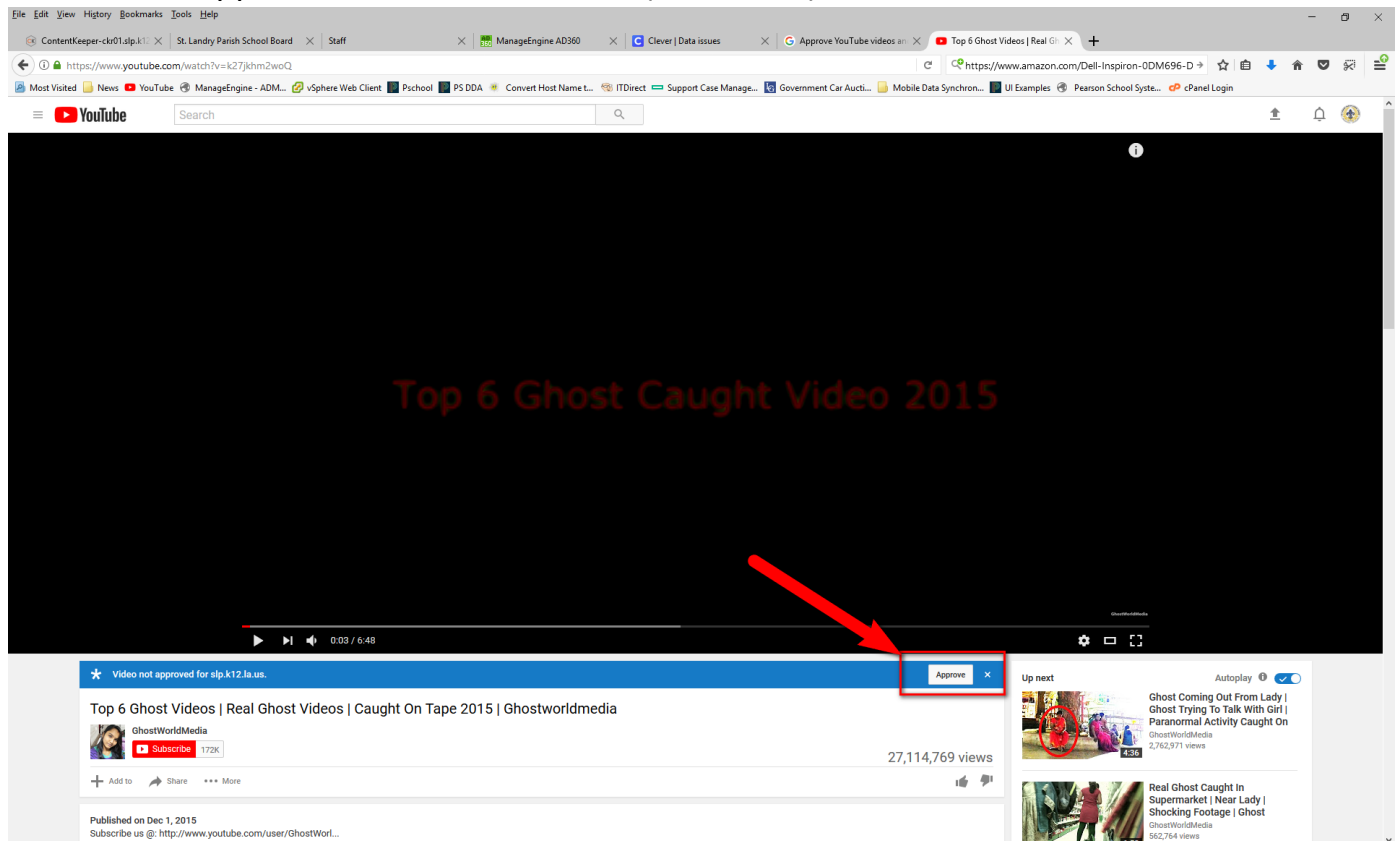 File Edit View History Bookmarks Tools Help
ContentKeeper-ckr01.slp.k12 St. Landry Parish School Board Staff ManageEngine AD360 Clever | Data issues Approve YouTube videos an Top 6 Ghost Videos | Real Gh
https://www.youtube.com/watch?v=k27jkhm2woQ https://www.amazon.com/Dell-Inspiron-0DM696-D
Most Visited News YouTube ManageEngine - ADM... vSphere Web Client Pschool PS DDA Convert Host Name t... ITDirect Support Case Manage... Government Car Aucti... Mobile Data Synchron... UI Examples Pearson School Syste... cPanel Login
YouTube Search
Top 6 Ghost Caught Video 2015
GhostWorldMedia
0:03 / 6:48
Video not approved for slp.k12.la.us. Approve
Top 6 Ghost Videos | Real Ghost Videos | Caught On Tape 2015 | Ghostworldmedia
GhostWorldMedia
Subscribe 172K
27,114,769 views
Add to Share More
Published on Dec 1, 2015
Subscribe us @: http://www.youtube.com/user/GhostWorl...
Up next Autoplay
Ghost Coming Out From Lady |
Ghost Trying To Talk With Girl |
Paranormal Activity Caught On
GhostWorldMedia
2,762,971 views
4:36
Real Ghost Caught In
Supermarket | Near Lady |
Shocking Footage | Ghost
GhostWorldMedia
562,764 views